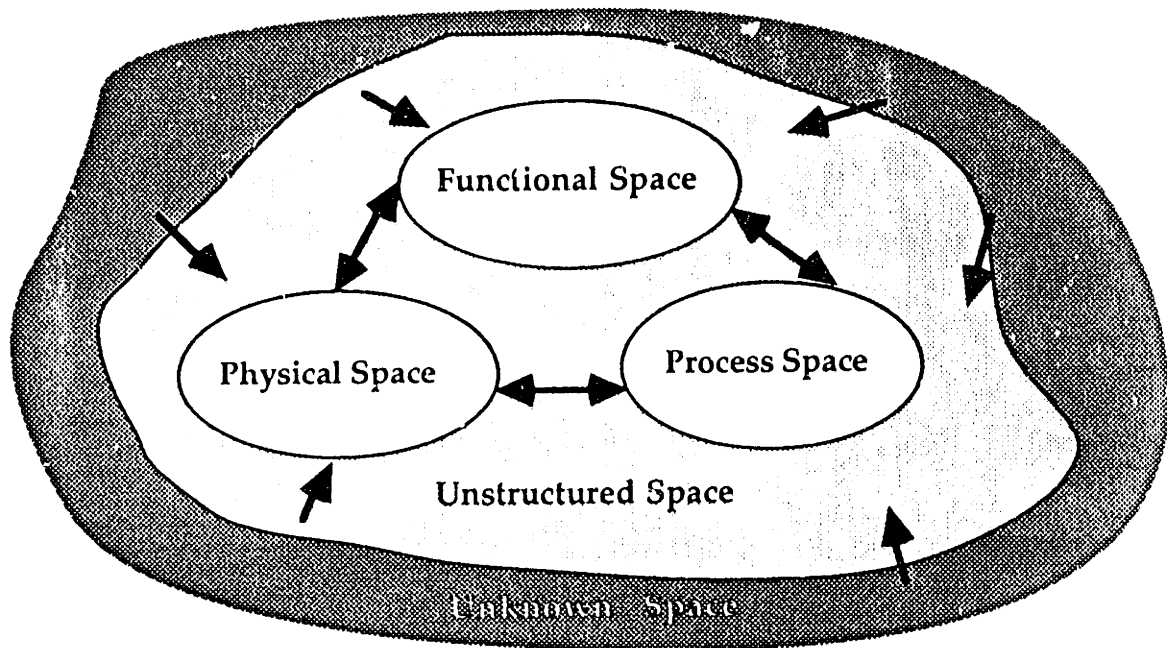 Functional Space
Physical Space
Process Space
Unstructured Space
Unknown Space